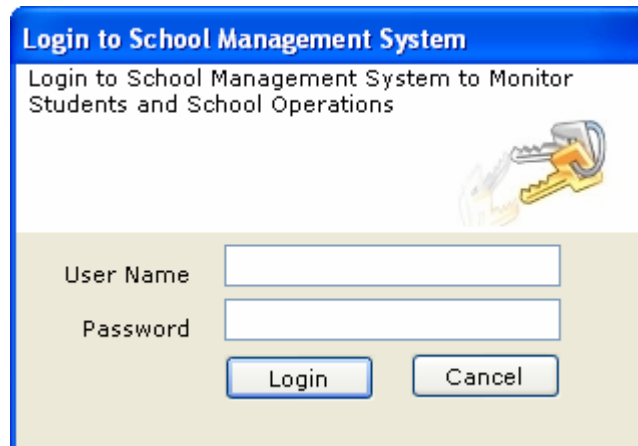 Login to School Management System
Login to School Management System to Monitor
Students and School Operations
User Name
Password
Login
Cancel